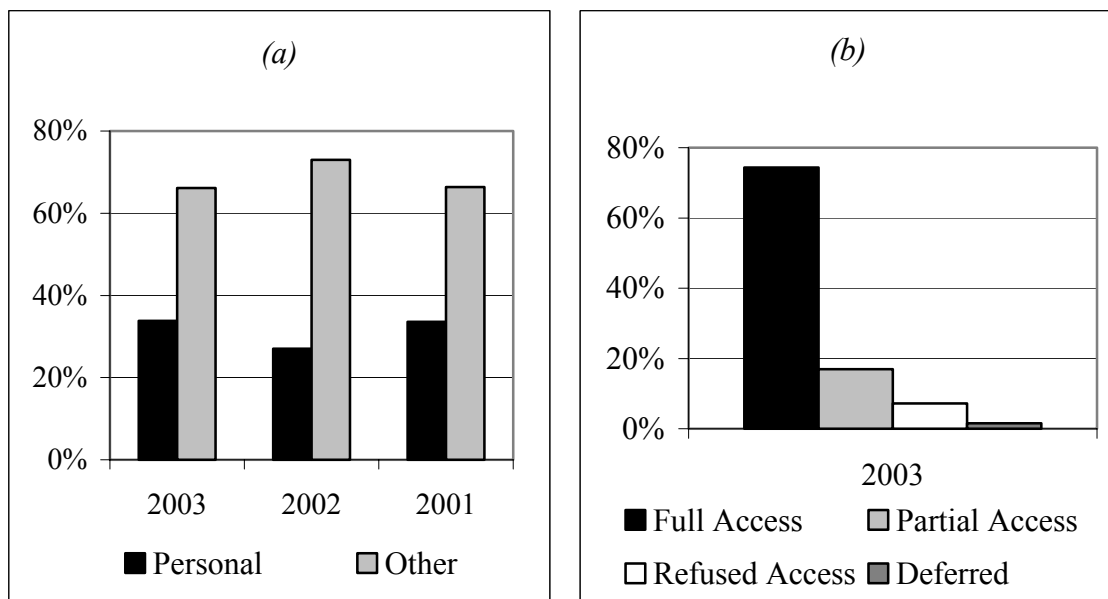 (a)
80%
60%
40%
20%
0%
2003 2002 2001
Personal Other
(b)
80%
60%
40%
20%
0%
2003
Full Access Partial Access
Refused Access Deferred